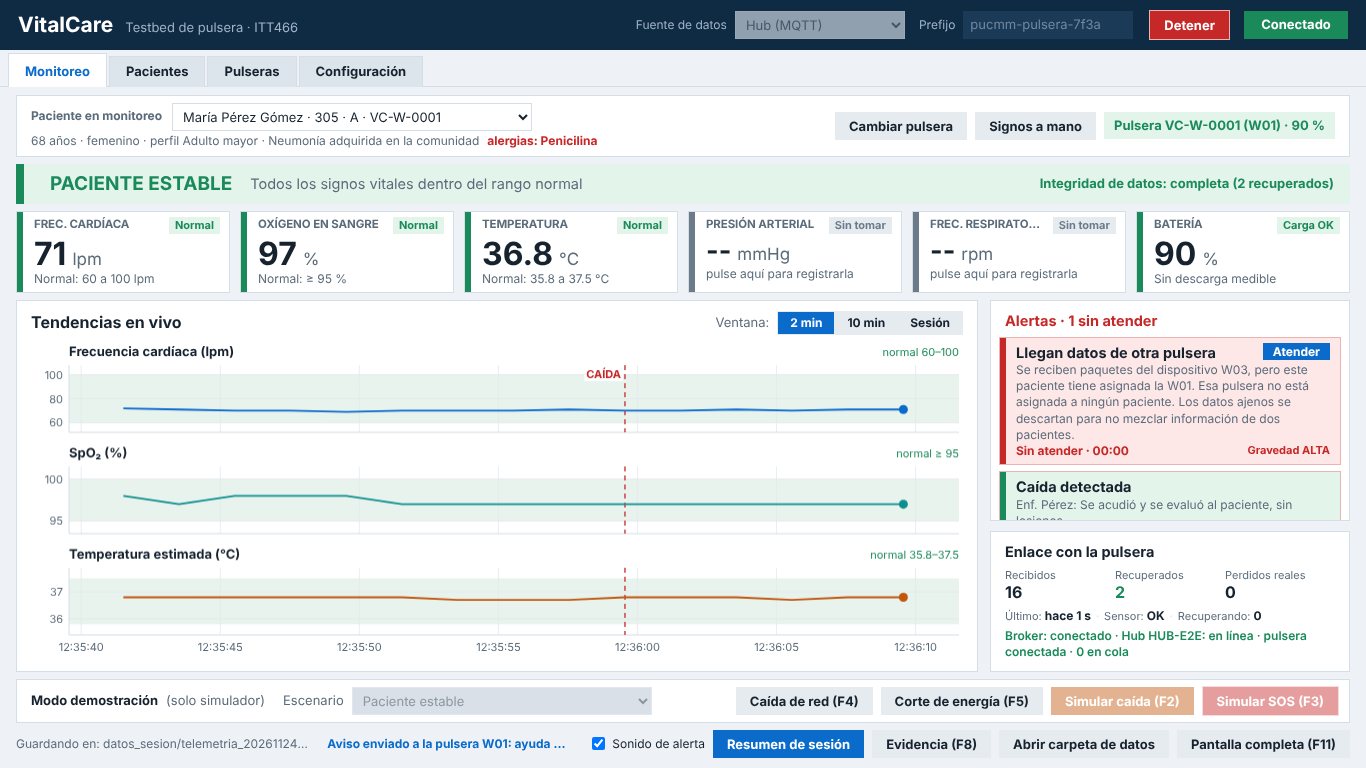 VitalCare Testbed de pulsera · ITT466 Fuente de datos Hub (MQTT) Prefijo pucmm-pulsera-7f3a Detener Conectado
Monitoreo Pacientes Pulseras Configuración
Paciente en monitoreo María Pérez Gómez · 305 · A · VC-W-0001 Cambiar pulsera Signos a mano Pulsera VC-W-0001 (W01) · 90 %
68 años · femenino · perfil Adulto mayor · Neumonía adquirida en la comunidad alergias: Penicilina
PACIENTE ESTABLE Todos los signos vitales dentro del rango normal Integridad de datos: completa (2 recuperados)
FREC. CARDÍACA Normal
71 lpm
Normal: 60 a 100 lpm
OXÍGENO EN SANGRE Normal
97 %
Normal: ≥ 95 %
TEMPERATURA Normal
36.8 °C
Normal: 35.8 a 37.5 °C
PRESIÓN ARTERIAL Sin tomar
-- mmHg
pulse aquí para registrarla
FREC. RESPIRATO... Sin tomar
-- rpm
pulse aquí para registrarla
BATERÍA Carga OK
90 %
Sin descarga medible
Tendencias en vivo Ventana: 2 min 10 min Sesión
Frecuencia cardíaca (lpm) normal 60–100
CAÍDA
100
80
60
SpO₂ (%) normal ≥ 95
100
95
Temperatura estimada (°C) normal 35.8–37.5
37
36
12:35:40 12:35:45 12:35:50 12:35:55 12:36:00 12:36:05 12:36:10
Alertas · 1 sin atender
Llegan datos de otra pulsera Atender
Se reciben paquetes del dispositivo W03, pero este
paciente tiene asignada la W01. Esa pulsera no está
asignada a ningún paciente. Los datos ajenos se
descartan para no mezclar información de dos
pacientes.
Sin atender · 00:00 Gravedad ALTA
Caída detectada
Enf. Pérez: Se acudió y se evaluó al paciente, sin
lesiones
Enlace con la pulsera
Recibidos Recuperados Perdidos reales
16 2 0
Último: hace 1 s · Sensor: OK · Recuperando: 0
Broker: conectado · Hub HUB-E2E: en línea · pulsera
conectada · 0 en cola
Modo demostración (solo simulador) Escenario Paciente estable Caída de red (F4) Corte de energía (F5) Simular caída (F2) Simular SOS (F3)
Guardando en: datos_sesion/telemetria_20261124... Aviso enviado a la pulsera W01: ayuda ... Sonido de alerta Resumen de sesión Evidencia (F8) Abrir carpeta de datos Pantalla completa (F11)